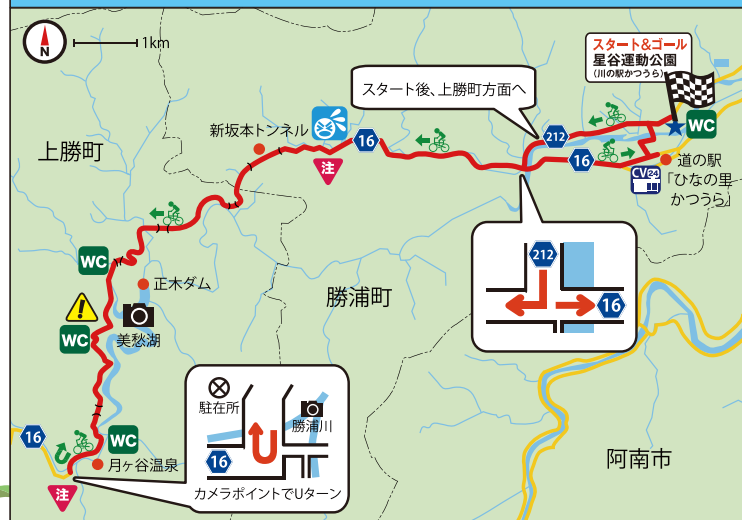 N
1km
スタート&ゴール
星谷運動公園
(川の駅かつうら)
スタート後、上勝町方面へ
新坂本トンネル
16
212
WC
上勝町
注
16
道の駅
「ひなの里
かつうら」
CV24
212
16
WC
正木ダム
勝浦町
WC
美愁湖
駐在所
勝浦川
16
WC
16
月ヶ谷温泉
カメラポイントでUターン
注
阿南市